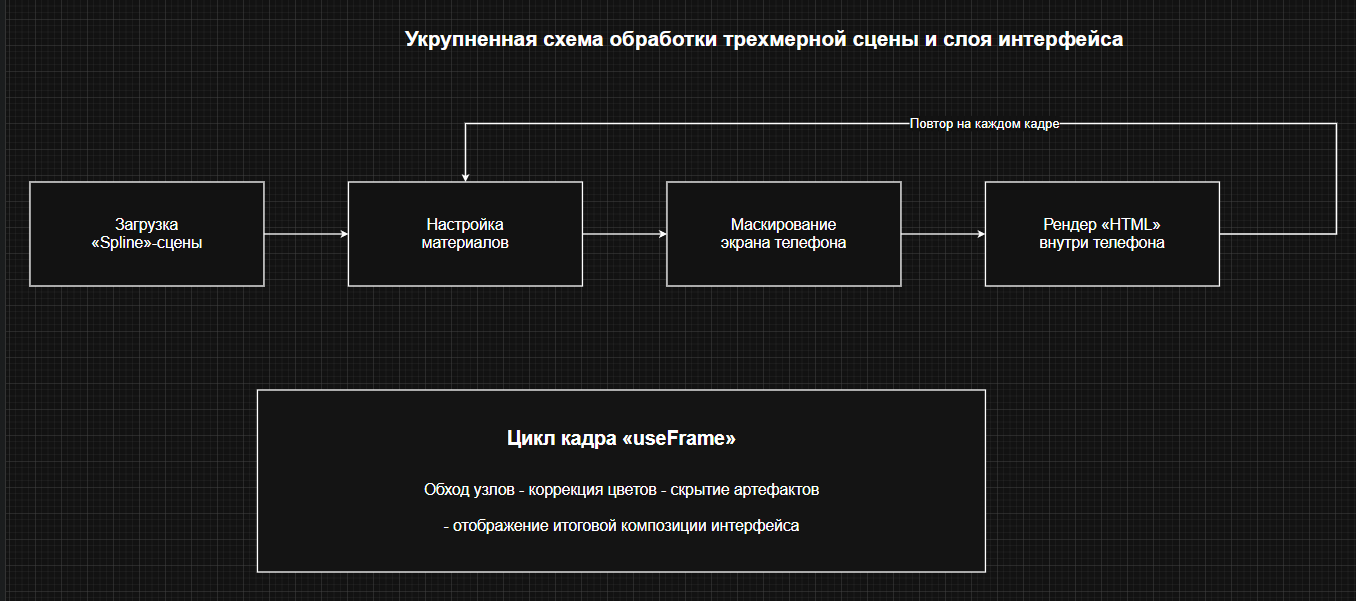 Укрупненная схема обработки трехмерной сцены и слоя интерфейса
Повтор на каждом кадре
Загрузка
«Spline»-сцены
Настройка
материалов
Маскирование
экрана телефона
Рендер «HTML»
внутри телефона
Цикл кадра «useFrame»
Обход узлов - коррекция цветов - скрытие артефактов
- отображение итоговой композиции интерфейса